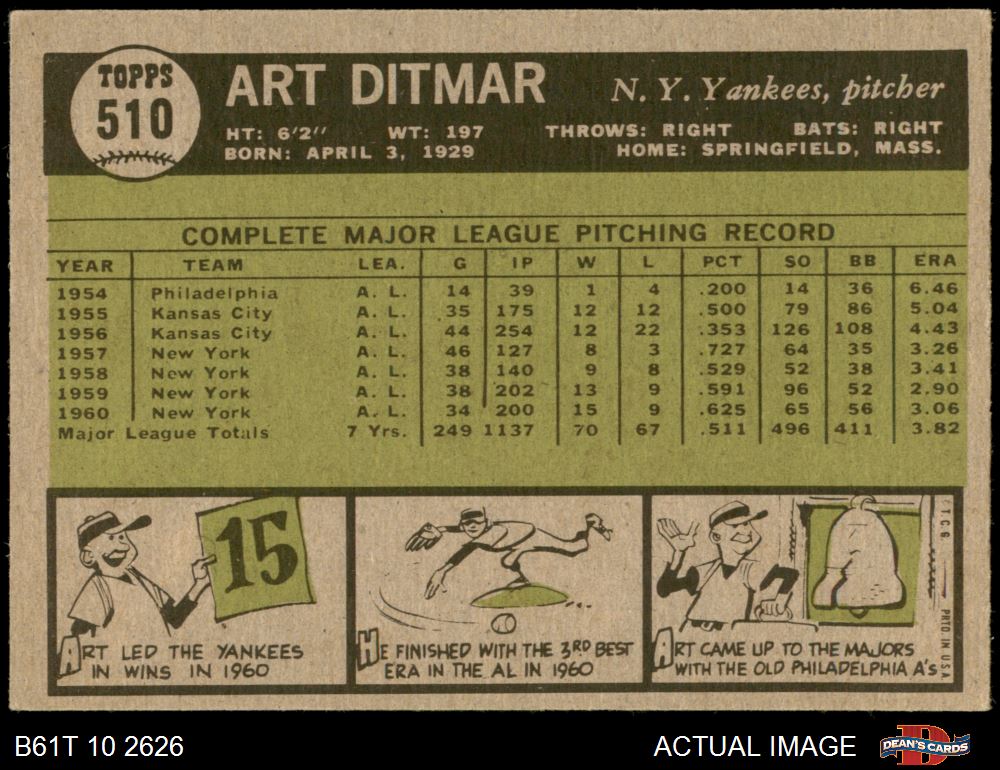 TOPPS
510
ART DITMAR
N. Y. Yankees, pitcher
HT: 6'2" WT: 197 THROWS: RIGHT BATS: RIGHT
BORN: APRIL 3, 1929 HOME: SPRINGFIELD, MASS.
COMPLETE MAJOR LEAGUE PITCHING RECORD
YEAR TEAM LEA. G IP W L PCT SO BB ERA
1954 Philadelphia A. L. 14 39 1 4 .200 14 36 6.46
1955 Kansas City A. L. 35 175 12 12 .500 79 86 5.04
1956 Kansas City A. L. 44 254 12 22 .353 126 108 4.43
1957 New York A. L. 46 127 8 3 .727 64 35 3.26
1958 New York A. L. 38 140 9 8 .529 52 38 3.41
1959 New York A. L. 38 202 13 9 .591 96 52 2.90
1960 New York A. L. 34 200 15 9 .625 65 56 3.06
Major League Totals 7 Yrs. 249 1137 70 67 .511 496 411 3.82
15
ART LED THE YANKEES
IN WINS IN 1960
HE FINISHED WITH THE 3RD BEST
ERA IN THE AL IN 1960
ART CAME UP TO THE MAJORS
WITH THE OLD PHILADELPHIA A'S
©T.C.G. PRTD. IN U.S.A.
B61T 10 2626
ACTUAL IMAGE
D
DEAN'S CARDS